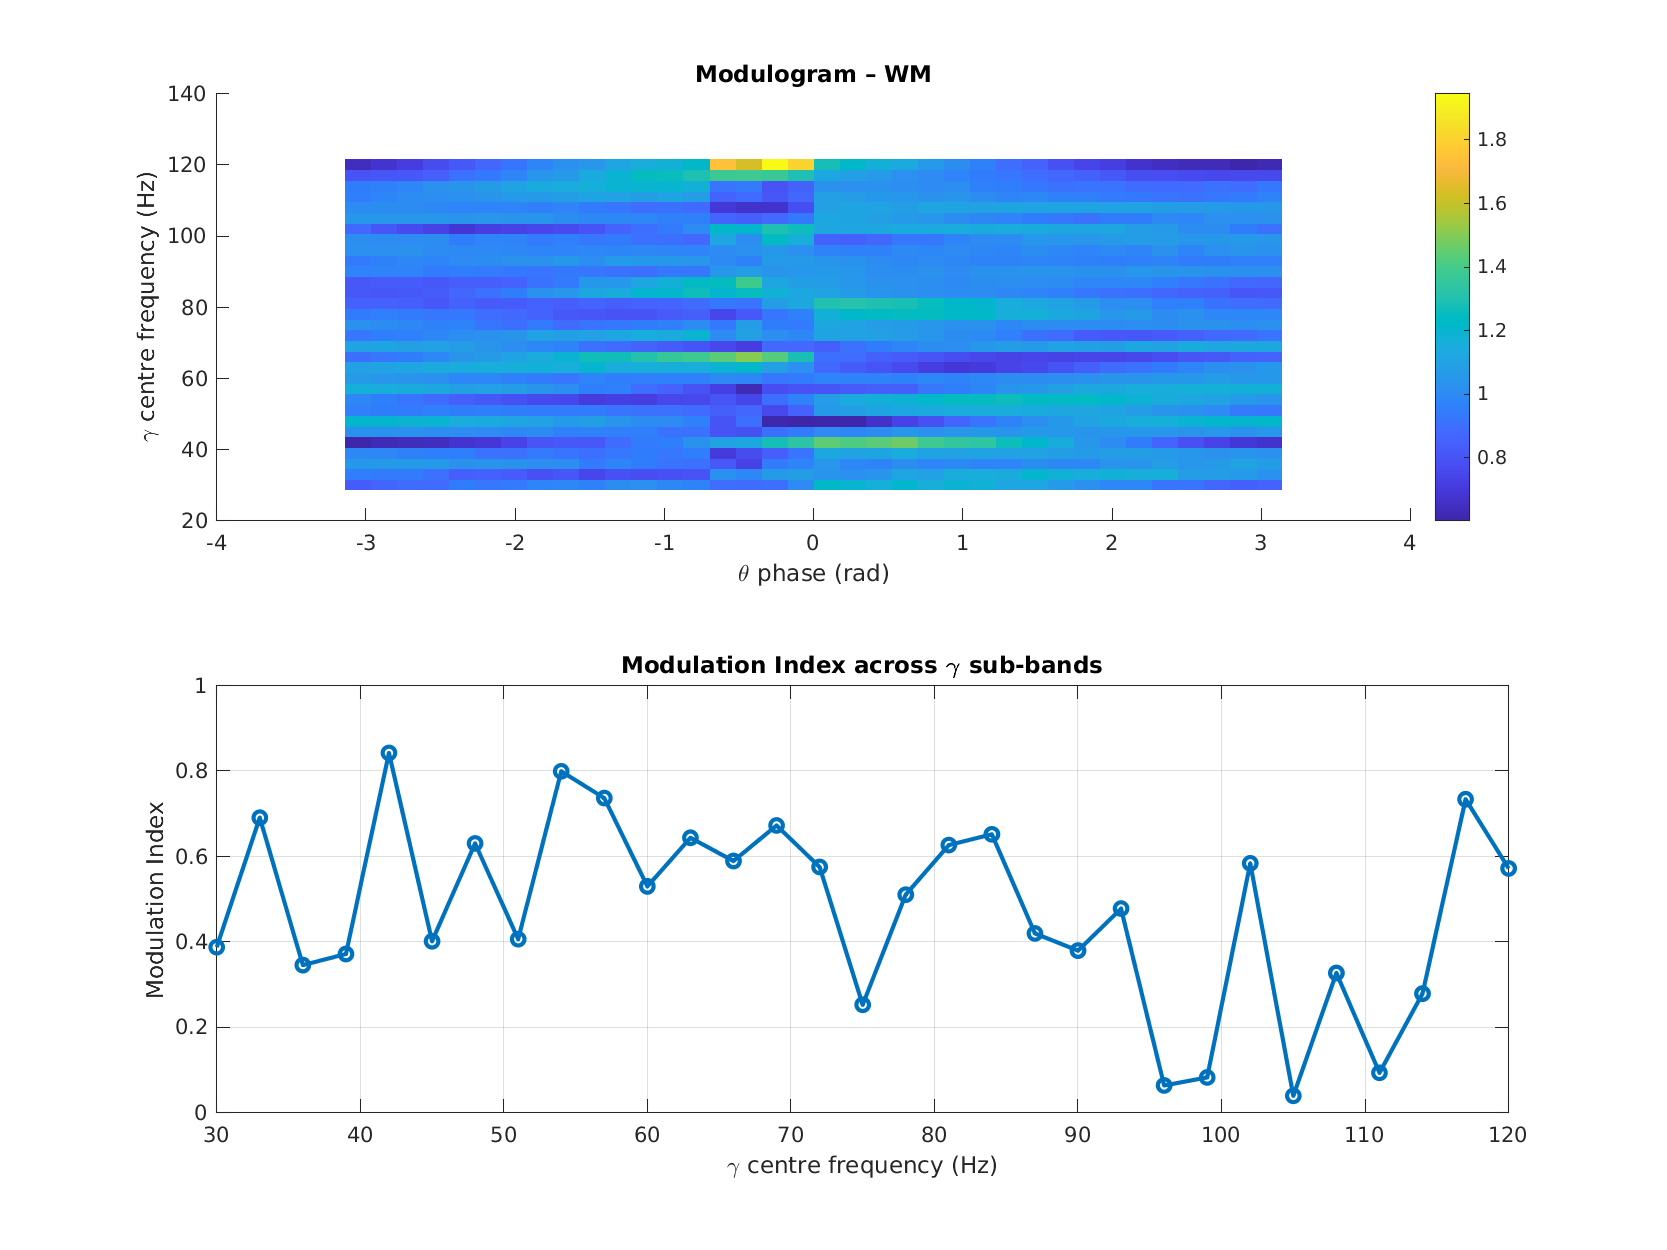 Modulogram – WM
γ centre frequency (Hz)
140
120
100
80
60
40
20
-4 -3 -2 -1 0 1 2 3 4
θ phase (rad)
1.8
1.6
1.4
1.2
1
0.8
Modulation Index across γ sub-bands
Modulation Index
1
0.8
0.6
0.4
0.2
0
30 40 50 60 70 80 90 100 110 120
γ centre frequency (Hz)